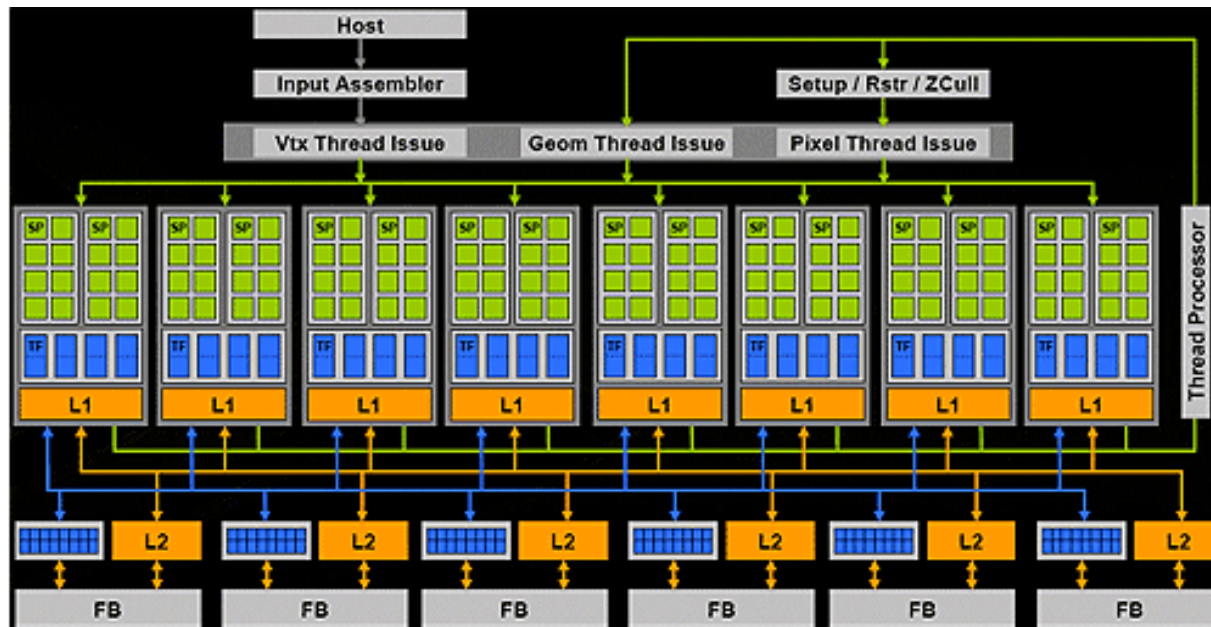 Host
Input Assembler
Setup / Rstr / ZCull
Vtx Thread Issue
Geom Thread Issue
Pixel Thread Issue
SP SP SP SP SP SP SP SP SP SP SP SP SP SP SP SP
Thread Processor
TF TF TF TF TF TF TF TF
L1 L1 L1 L1 L1 L1 L1 L1
L2 L2 L2 L2 L2 L2
FB FB FB FB FB FB